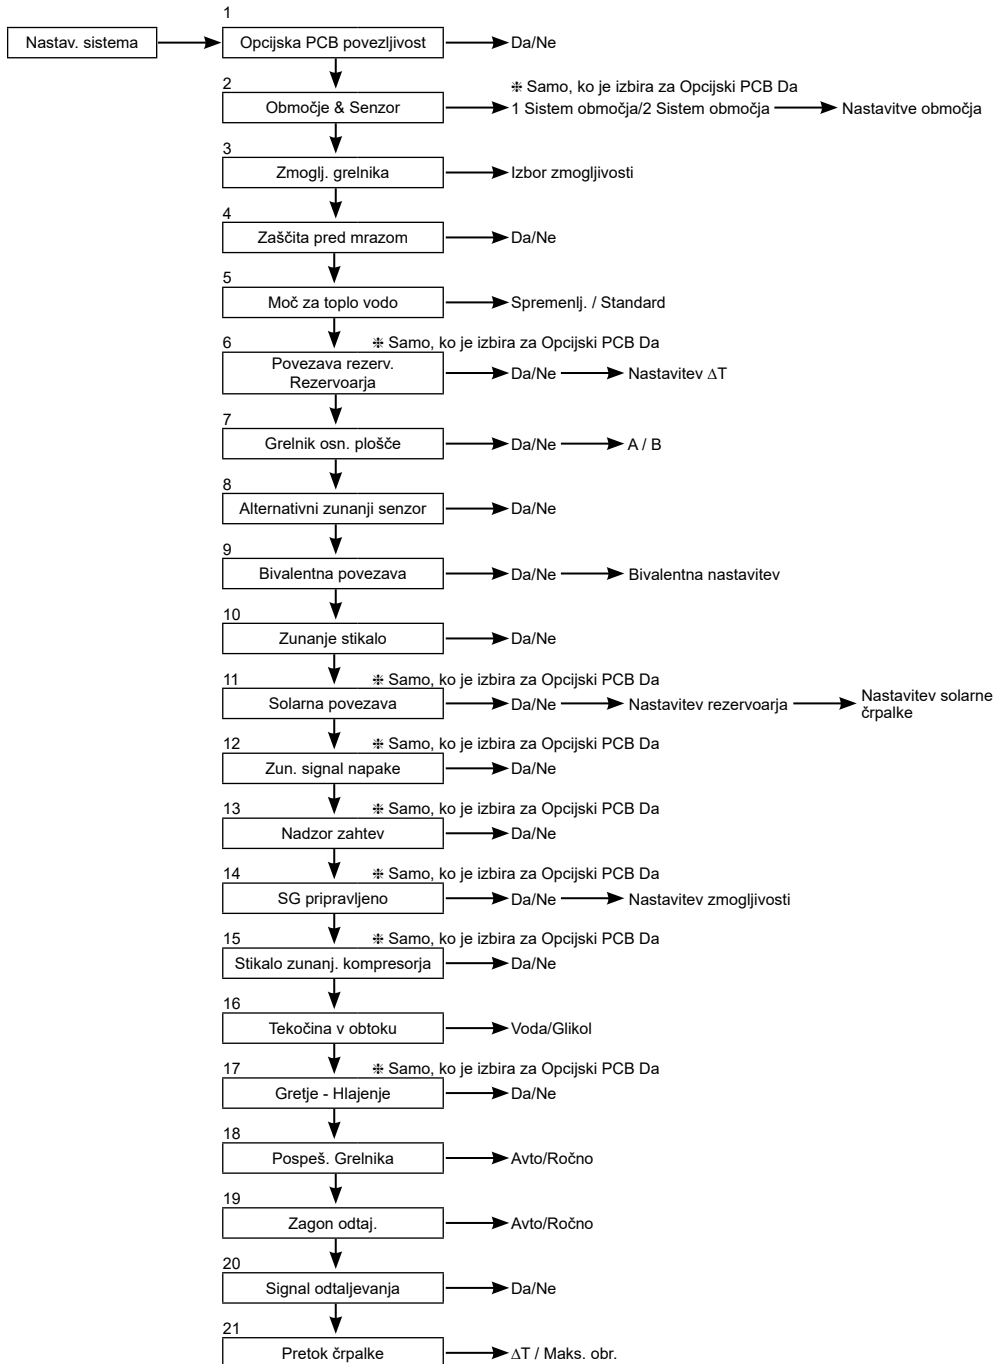 1
Nastav. sistema
Opcijska PCB povezljivost
Da/Ne
2
⁜ Samo, ko je izbira za Opcijski PCB Da
Območje & Senzor
1 Sistem območja/2 Sistem območja
Nastavitve območja
3
Zmoglj. grelnika
Izbor zmogljivosti
4
Zaščita pred mrazom
Da/Ne
5
Moč za toplo vodo
Spremenlj. / Standard
6
⁜ Samo, ko je izbira za Opcijski PCB Da
Povezava rezerv.
Rezervoarja
Da/Ne
Nastavitev ∆T
7
Grelnik osn. plošče
Da/Ne
A / B
8
Alternativni zunanji senzor
Da/Ne
9
Bivalentna povezava
Da/Ne
Bivalentna nastavitev
10
Zunanje stikalo
Da/Ne
11
⁜ Samo, ko je izbira za Opcijski PCB Da
Solarna povezava
Da/Ne
Nastavitev rezervoarja
Nastavitev solarne
črpalke
12
⁜ Samo, ko je izbira za Opcijski PCB Da
Zun. signal napake
Da/Ne
13
⁜ Samo, ko je izbira za Opcijski PCB Da
Nadzor zahtev
Da/Ne
14
⁜ Samo, ko je izbira za Opcijski PCB Da
SG pripravljeno
Da/Ne
Nastavitev zmogljivosti
15
⁜ Samo, ko je izbira za Opcijski PCB Da
Stikalo zunanj. kompresorja
Da/Ne
16
Tekočina v obtoku
Voda/Glikol
17
⁜ Samo, ko je izbira za Opcijski PCB Da
Gretje - Hlajenje
Da/Ne
18
Pospeš. Grelnika
Avto/Ročno
19
Zagon odtaj.
Avto/Ročno
20
Signal odtaljevanja
Da/Ne
21
Pretok črpalke
∆T / Maks. obr.